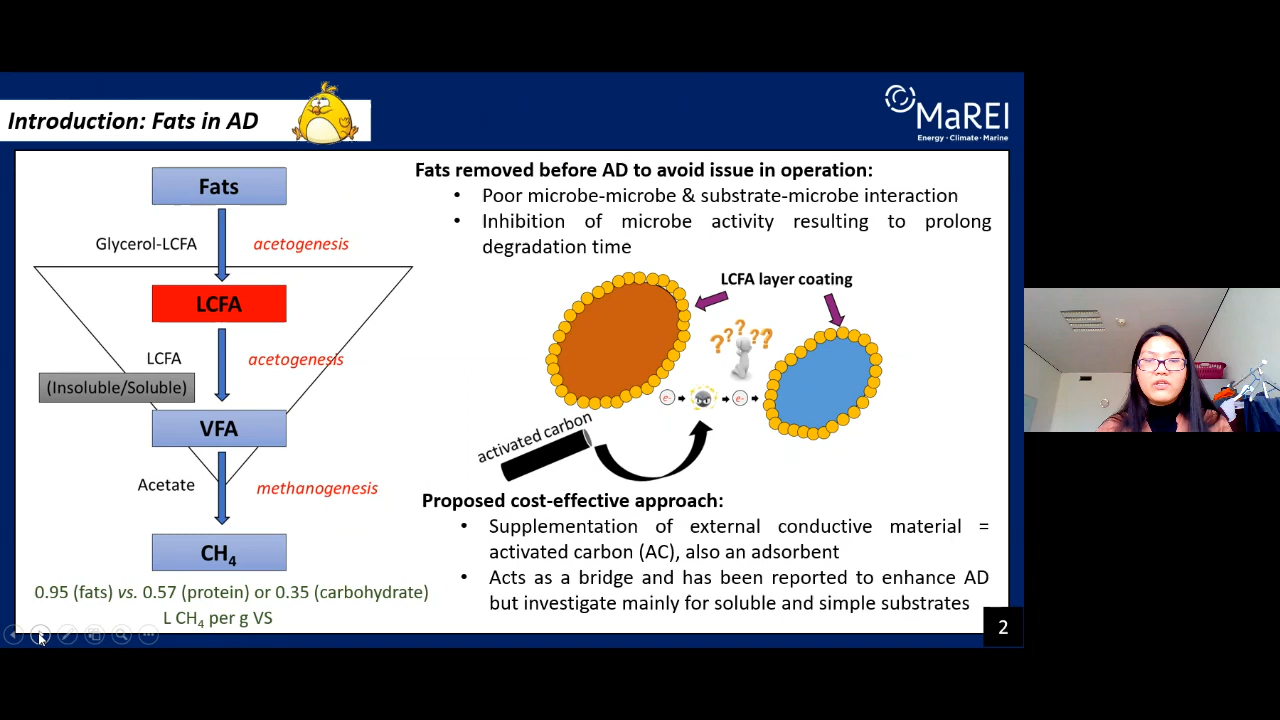 Introduction: Fats in AD
MaREI
Energy · Climate · Marine
Fats
Glycerol-LCFA
acetogenesis
LCFA
LCFA
acetogenesis
(Insoluble/Soluble)
VFA
Acetate
methanogenesis
CH₄
0.95 (fats) vs. 0.57 (protein) or 0.35 (carbohydrate)
L CH₄ per g VS
Fats removed before AD to avoid issue in operation:
• Poor microbe-microbe & substrate-microbe interaction
• Inhibition of microbe activity resulting to prolong
degradation time
LCFA layer coating
? ? ? ? ?
e- e-
activated carbon
Proposed cost-effective approach:
• Supplementation of external conductive material =
activated carbon (AC), also an adsorbent
• Acts as a bridge and has been reported to enhance AD
but investigate mainly for soluble and simple substrates
2